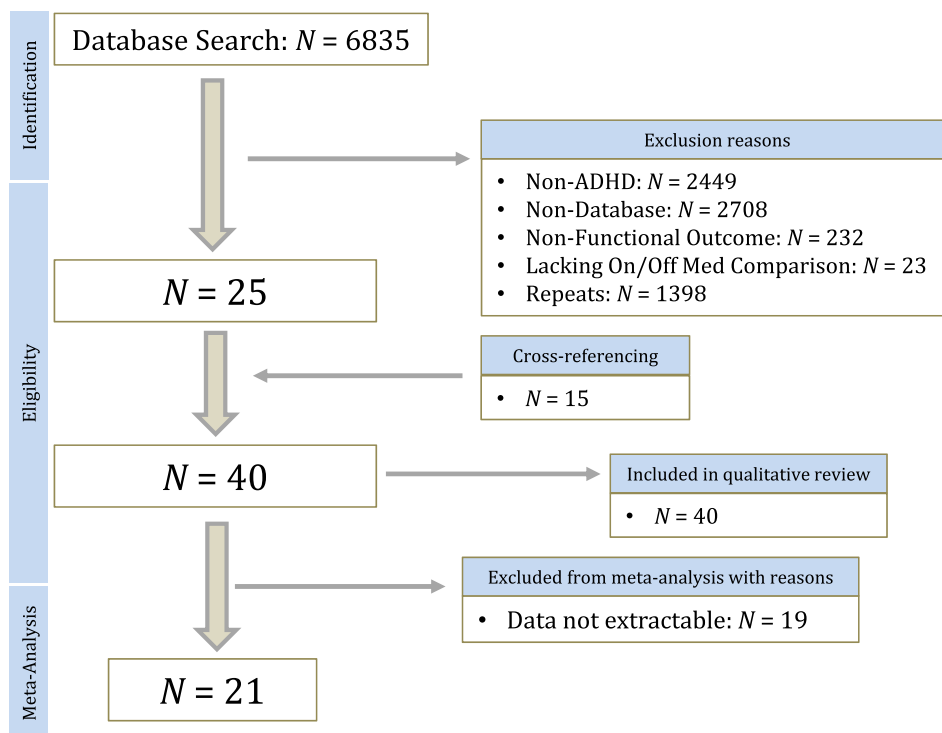 Identification
Database Search: N = 6835
Exclusion reasons
• Non-ADHD: N = 2449
• Non-Database: N = 2708
• Non-Functional Outcome: N = 232
• Lacking On/Off Med Comparison: N = 23
• Repeats: N = 1398
Eligibility
N = 25
Cross-referencing
• N = 15
N = 40
Included in qualitative review
• N = 40
Excluded from meta-analysis with reasons
• Data not extractable: N = 19
Meta-Analysis
N = 21